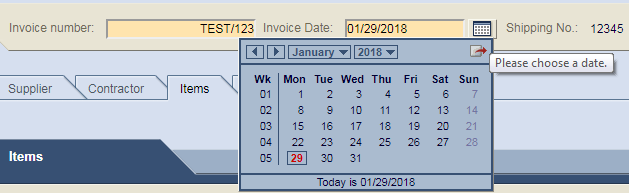 Invoice number: TEST/123 Invoice Date: 01/29/2018 Shipping No.: 12345
January 2018
Please choose a date.
Supplier Contractor Items
Wk Mon Tue Wed Thu Fri Sat Sun
01 1 2 3 4 5 6 7
02 8 9 10 11 12 13 14
03 15 16 17 18 19 20 21
04 22 23 24 25 26 27 28
05 29 30 31
Items
Today is 01/29/2018